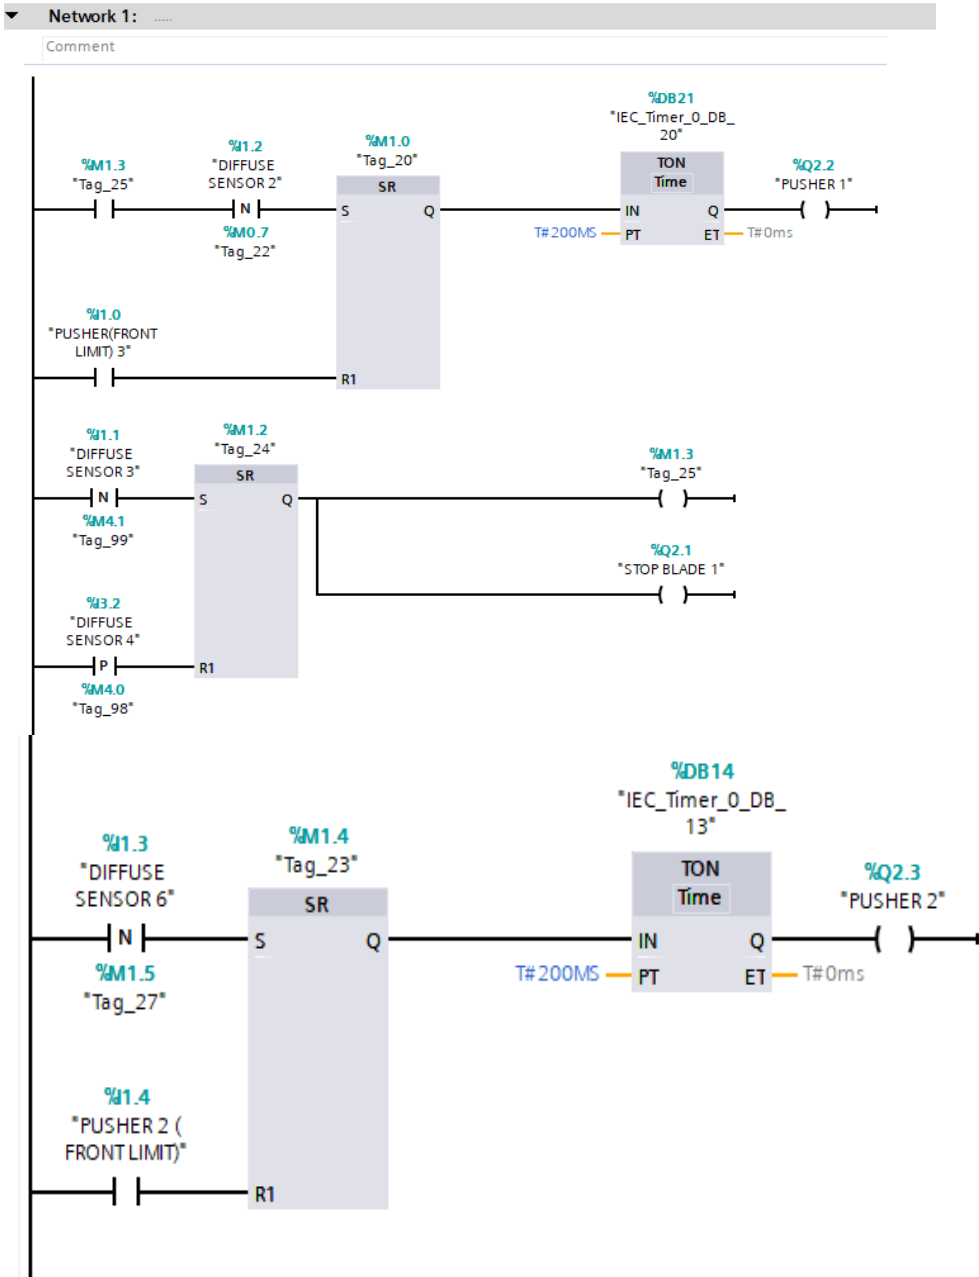 Network 1: .....
Comment
%DB21
"IEC_Timer_0_DB_
20"
%M1.3
"Tag_25"
%I1.2
"DIFFUSE
SENSOR 2"
N
%M0.7
"Tag_22"
%M1.0
"Tag_20"
SR
S Q
R1
TON
Time
IN Q
T#200MS PT ET T#0ms
%Q2.2
"PUSHER 1"
%I1.0
"PUSHER(FRONT
LIMIT) 3"
%I1.1
"DIFFUSE
SENSOR 3"
N
%M4.1
"Tag_99"
%M1.2
"Tag_24"
SR
S Q
R1
%M1.3
"Tag_25"
%Q2.1
"STOP BLADE 1"
%I3.2
"DIFFUSE
SENSOR 4"
P
%M4.0
"Tag_98"
%DB14
"IEC_Timer_0_DB_
13"
%I1.3
"DIFFUSE
SENSOR 6"
N
%M1.5
"Tag_27"
%M1.4
"Tag_23"
SR
S Q
R1
TON
Time
IN Q
T#200MS PT ET T#0ms
%Q2.3
"PUSHER 2"
%I1.4
"PUSHER 2 (
FRONT LIMIT)"